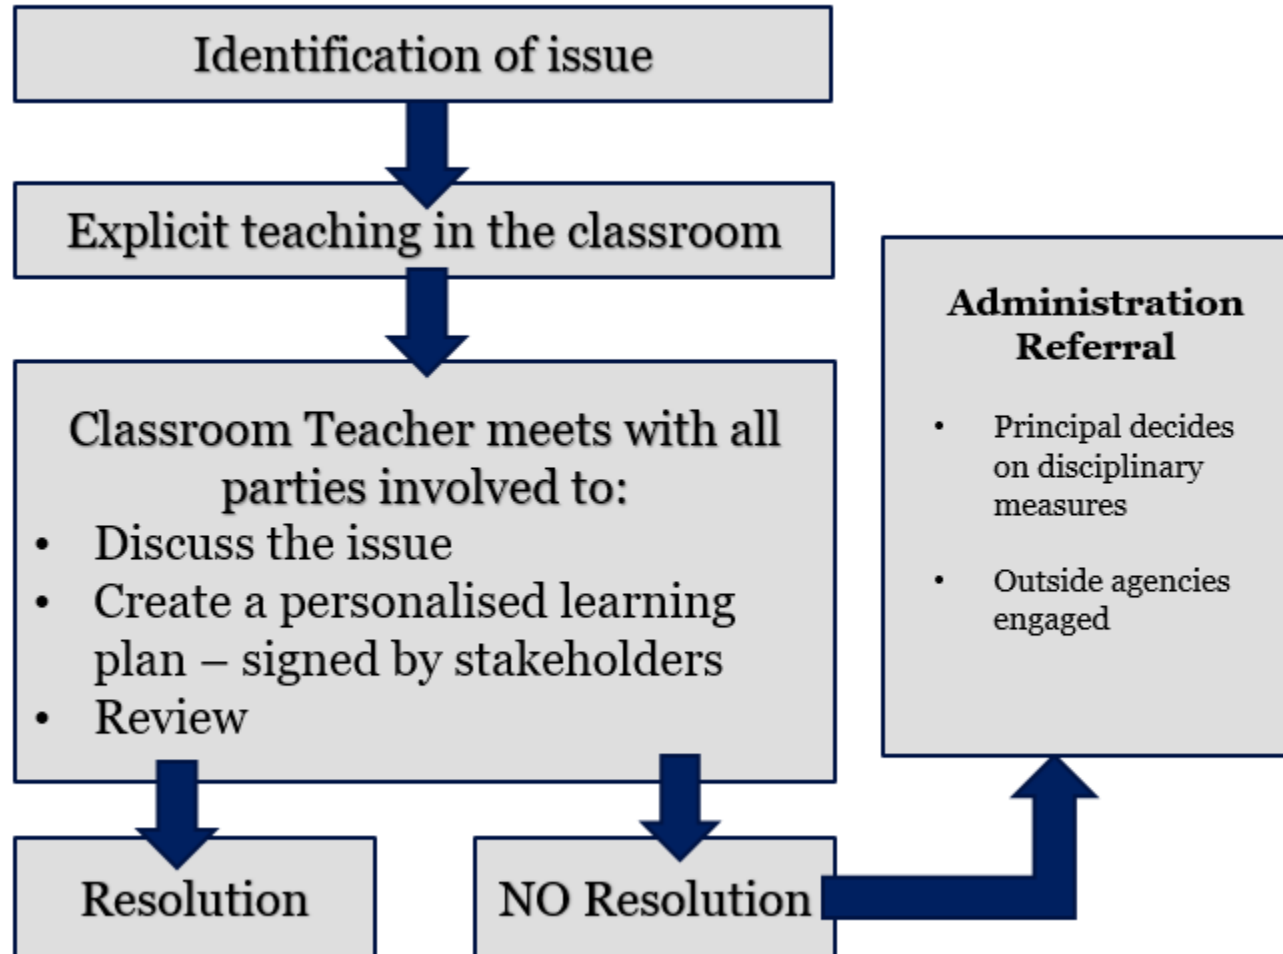 Identification of issue
Explicit teaching in the classroom
Classroom Teacher meets with all
parties involved to:
• Discuss the issue
• Create a personalised learning
plan – signed by stakeholders
• Review
Resolution
NO Resolution
Administration
Referral
• Principal decides
on disciplinary
measures
• Outside agencies
engaged